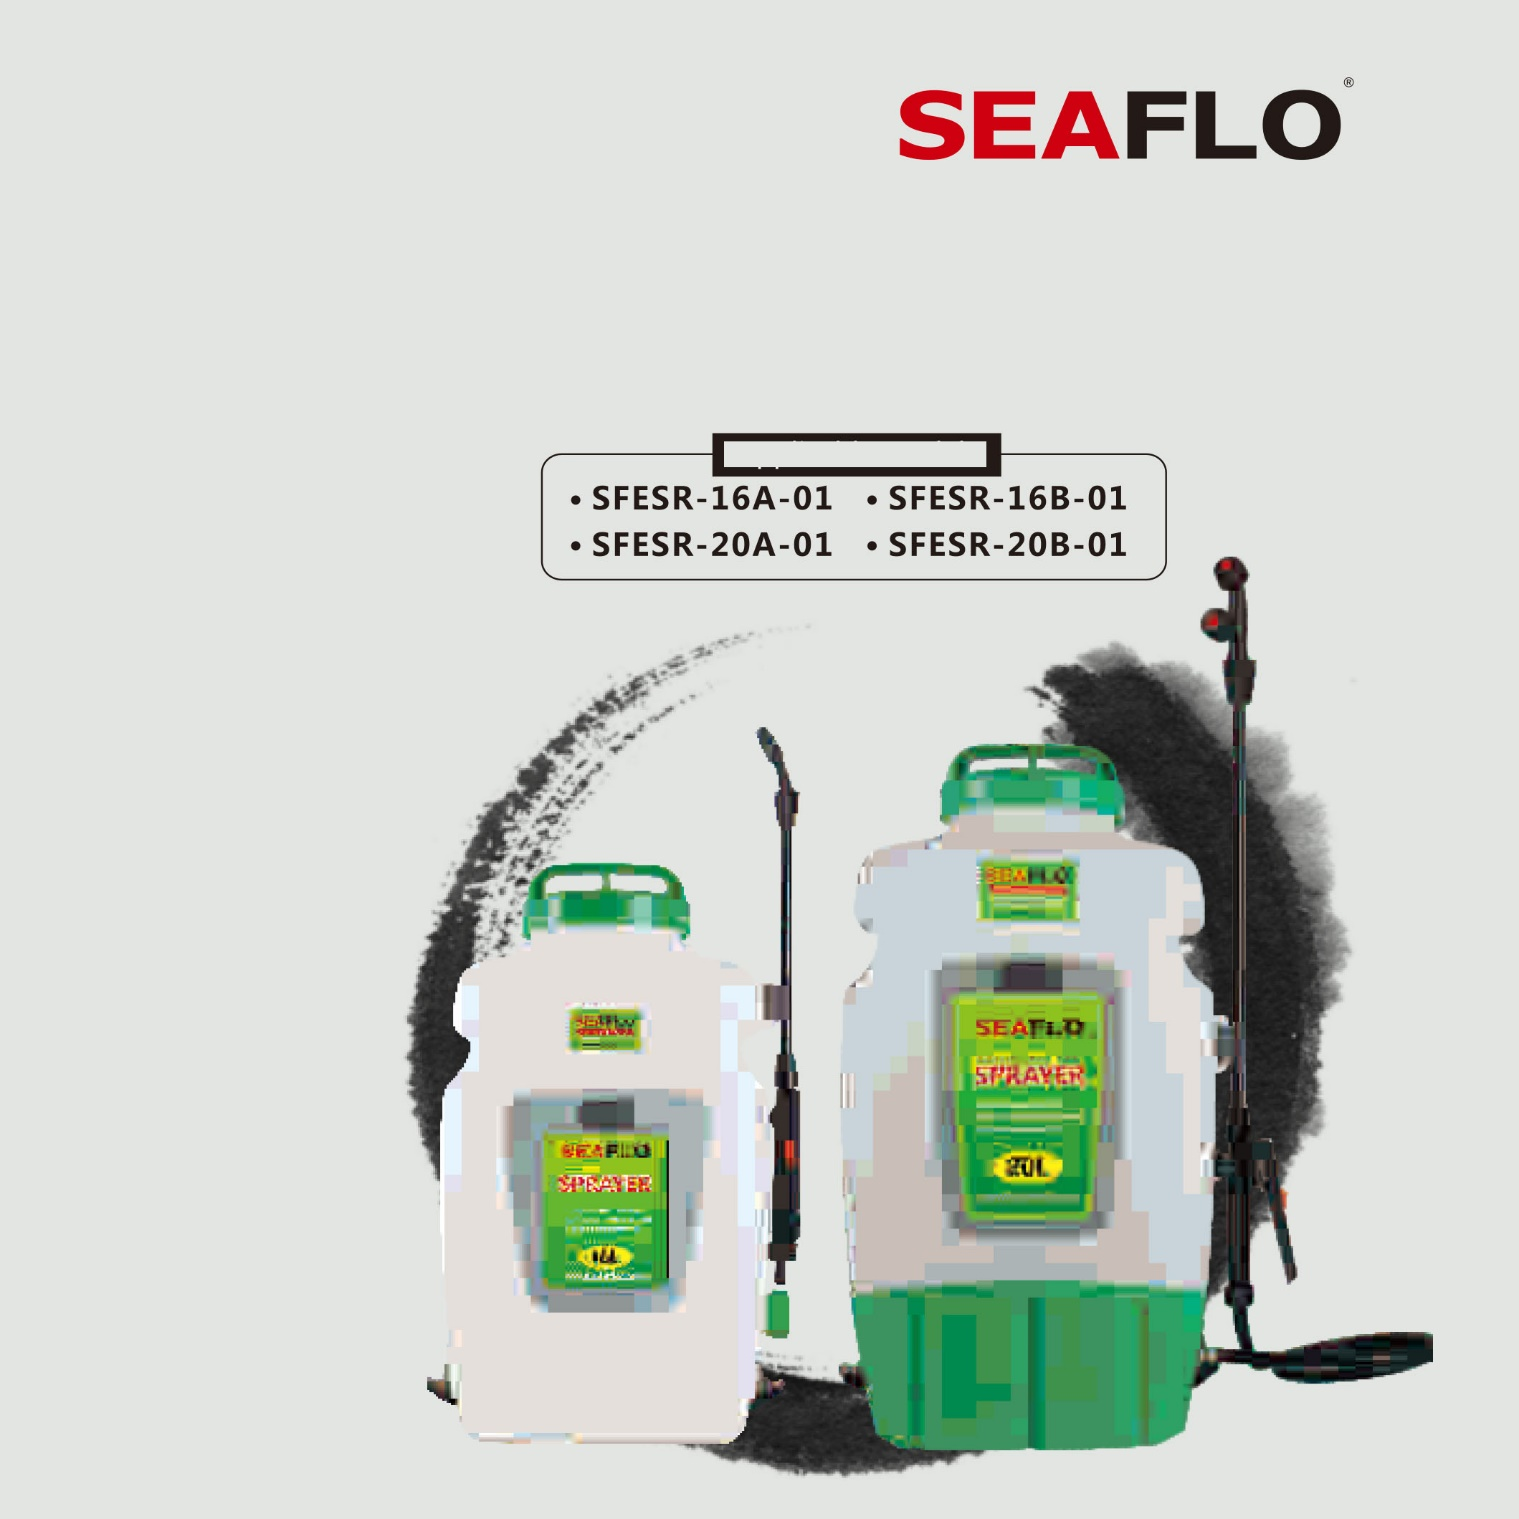 SEAFLO®
• SFESR-16A-01 • SFESR-16B-01
• SFESR-20A-01 • SFESR-20B-01
SEAFLO
SEAFLO
SPRAYER
20L
SEAFLO
SEAFLO
SPRAYER
16L